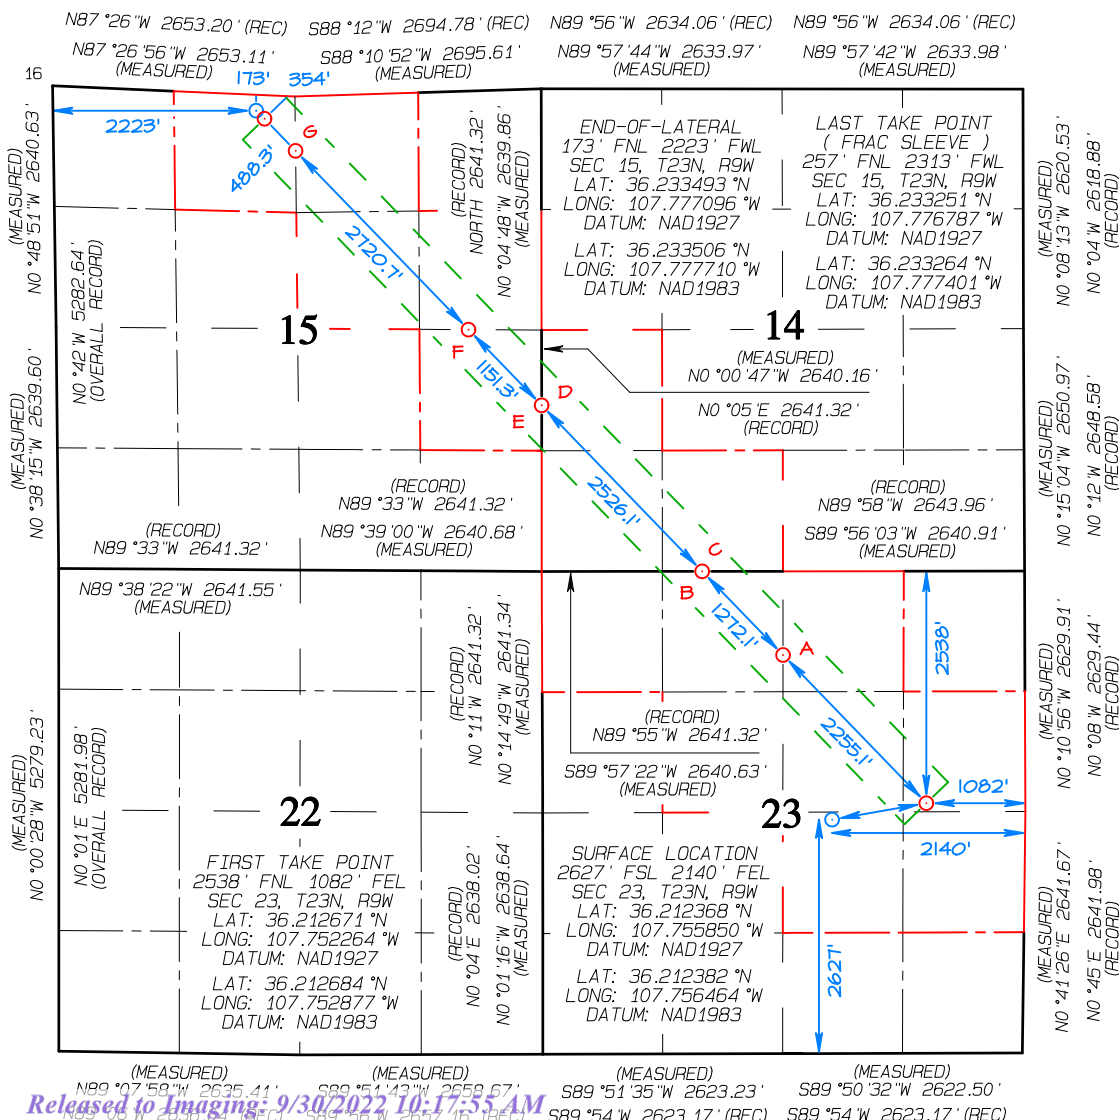 N87°26"W 2653.20' (REC)
S88°12"W 2694.78' (REC)
N89°56"W 2634.06' (REC)
N89°56"W 2634.06' (REC)
N87°26'56"W 2653.11'
(MEASURED)
S88°10'52"W 2695.61'
(MEASURED)
N89°57'44"W 2633.97'
(MEASURED)
N89°57'42"W 2633.98'
(MEASURED)
16
173'
354'
2223'
G
488.3'
2720.7'
(MEASURED)
N0°48'51"W 2640.63'
N0°42"W 5282.64'
(OVERALL RECORD)
(RECORD)
NORTH 2641.32'
N0°04'48"W 2639.86'
(MEASURED)
END-OF-LATERAL
173' FNL 2223' FWL
SEC 15, T23N, R9W
LAT: 36.233493°N
LONG: 107.777096°W
DATUM: NAD1927
LAT: 36.233506°N
LONG: 107.777710°W
DATUM: NAD1983
LAST TAKE POINT
( FRAC SLEEVE )
257' FNL 2313' FWL
SEC 15, T23N, R9W
LAT: 36.233251°N
LONG: 107.776787°W
DATUM: NAD1927
LAT: 36.233264°N
LONG: 107.777401°W
DATUM: NAD1983
(MEASURED)
N0°08'13"W 2620.53'
N0°04"W 2618.88'
(RECORD)
15
14
F
1151.3'
E
D
(MEASURED)
N0°00'47"W 2640.16'
N0°05'E 2641.32'
(RECORD)
(MEASURED)
N0°38'15"W 2639.60'
(MEASURED)
N0°15'04"W 2650.97'
N0°12"W 2648.58'
(RECORD)
2526.1'
(RECORD)
N89°33"W 2641.32'
(RECORD)
N89°33"W 2641.32'
N89°39'00"W 2640.68'
(MEASURED)
(RECORD)
N89°58"W 2643.96'
S89°56'03"W 2640.91'
(MEASURED)
C
B
N89°38'22"W 2641.55'
(MEASURED)
1272.1'
A
2538'
(RECORD)
N0°11'W 2641.32'
N0°14'49"W 2641.34'
(MEASURED)
(MEASURED)
N0°10'56"W 2629.91'
N0°08"W 2629.44'
(RECORD)
(RECORD)
N89°55"W 2641.32'
S89°57'22"W 2640.63'
(MEASURED)
2255.1'
1082'
2140'
(MEASURED)
N0°00'28"W 5279.23'
N0°01'E 5281.98'
(OVERALL RECORD)
22
23
FIRST TAKE POINT
2538' FNL 1082' FEL
SEC 23, T23N, R9W
LAT: 36.212671°N
LONG: 107.752264°W
DATUM: NAD1927
LAT: 36.212684°N
LONG: 107.752877°W
DATUM: NAD1983
(RECORD)
N0°04'E 2638.02'
N0°01'16"W 2638.64'
(MEASURED)
SURFACE LOCATION
2627' FSL 2140' FEL
SEC 23, T23N, R9W
LAT: 36.212368°N
LONG: 107.755850°W
DATUM: NAD1927
LAT: 36.212382°N
LONG: 107.756464°W
DATUM: NAD1983
2627'
(MEASURED)
N0°41'26"E 2641.67'
N0°45'E 2641.98'
(RECORD)
(MEASURED)
N89°07'58"W 2635.41'
(MEASURED)
S89°51'43"W 2658.67'
(MEASURED)
S89°51'35"W 2623.23'
S89°54"W 2623.17' (REC)
(MEASURED)
S89°50'32"W 2622.50'
S89°54"W 2623.17' (REC)
Released to Imaging: 9/30/2022 10:17:55 AM